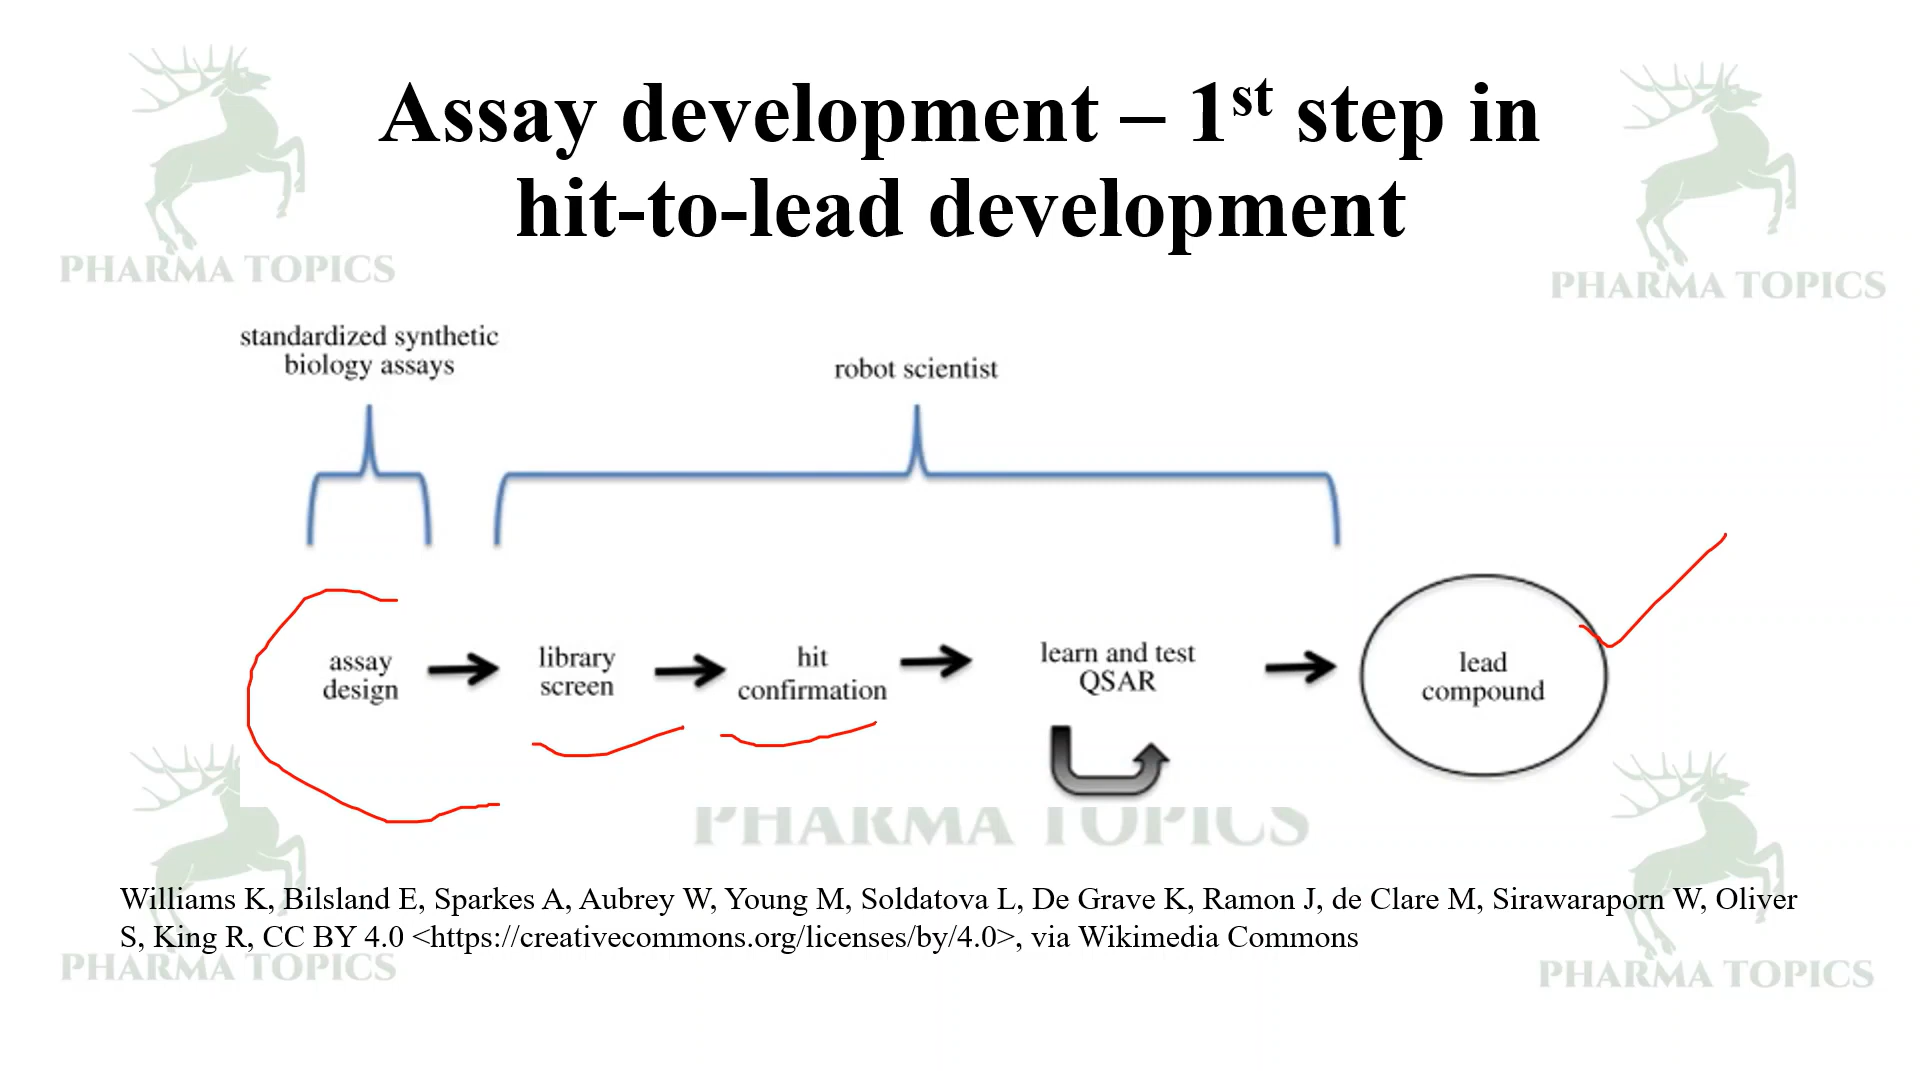 Assay development – 1st step in
hit-to-lead development
PHARMA TOPICS
PHARMA TOPICS
standardized synthetic
biology assays
robot scientist
assay
design
library
screen
hit
confirmation
learn and test
QSAR
lead
compound
PHARMA TOPICS
Williams K, Bilsland E, Sparkes A, Aubrey W, Young M, Soldatova L, De Grave K, Ramon J, de Clare M, Sirawaraporn W, Oliver
S, King R, CC BY 4.0 <https://creativecommons.org/licenses/by/4.0>, via Wikimedia Commons
PHARMA TOPICS
PHARMA TOPICS